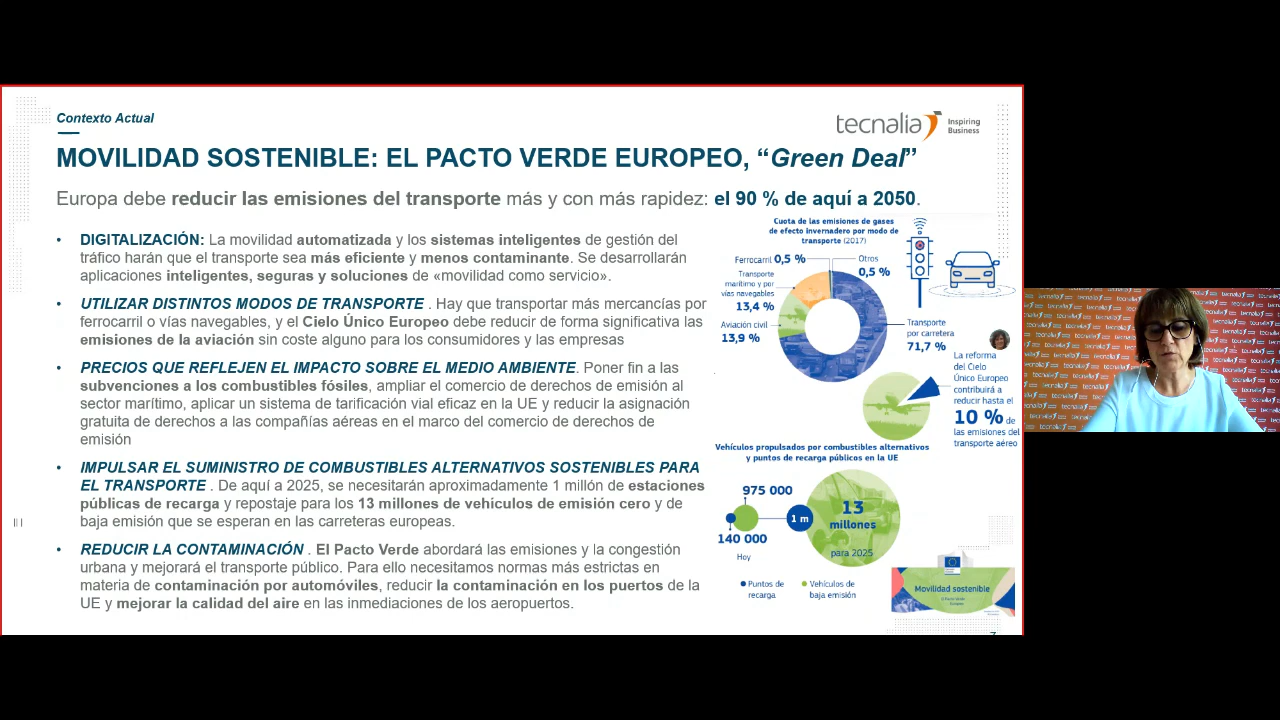 Contexto Actual
tecnalia Inspiring
Business
MOVILIDAD SOSTENIBLE: EL PACTO VERDE EUROPEO, “Green Deal”
Europa debe reducir las emisiones del transporte más y con más rapidez: el 90 % de aquí a 2050.
• DIGITALIZACIÓN: La movilidad automatizada y los sistemas inteligentes de gestión del
tráfico harán que el transporte sea más eficiente y menos contaminante. Se desarrollarán
aplicaciones inteligentes, seguras y soluciones de «movilidad como servicio».
• UTILIZAR DISTINTOS MODOS DE TRANSPORTE . Hay que transportar más mercancías por
ferrocarril o vías navegables, y el Cielo Único Europeo debe reducir de forma significativa las
emisiones de la aviación sin coste alguno para los consumidores y las empresas
• PRECIOS QUE REFLEJEN EL IMPACTO SOBRE EL MEDIO AMBIENTE. Poner fin a las
subvenciones a los combustibles fósiles, ampliar el comercio de derechos de emisión al
sector marítimo, aplicar un sistema de tarificación vial eficaz en la UE y reducir la asignación
gratuita de derechos a las compañías aéreas en el marco del comercio de derechos de
emisión
• IMPULSAR EL SUMINISTRO DE COMBUSTIBLES ALTERNATIVOS SOSTENIBLES PARA
EL TRANSPORTE . De aquí a 2025, se necesitarán aproximadamente 1 millón de estaciones
públicas de recarga y repostaje para los 13 millones de vehículos de emisión cero y de
baja emisión que se esperan en las carreteras europeas.
• REDUCIR LA CONTAMINACIÓN . El Pacto Verde abordará las emisiones y la congestión
urbana y mejorará el transporte público. Para ello necesitamos normas más estrictas en
materia de contaminación por automóviles, reducir la contaminación en los puertos de la
UE y mejorar la calidad del aire en las inmediaciones de los aeropuertos.
Cuota de las emisiones de gases
de efecto invernadero por modo de
transporte (2017)
Ferrocarril 0,5 %
Otros
0,5 %
Transporte
marítimo y por
vías navegables
13,4 %
Aviación civil
13,9 %
Transporte
por carretera
71,7 %
La reforma
del Cielo
Único Europeo
contribuirá a
reducir hasta el
10 % de
las emisiones del
transporte aéreo
Vehículos propulsados por combustibles alternativos
y puntos de recarga públicos en la UE
975 000
140 000
Hoy
1 m
13
millones
para 2025
Puntos de
recarga
Vehículos de
baja emisión
Movilidad sostenible
7
tecnalia